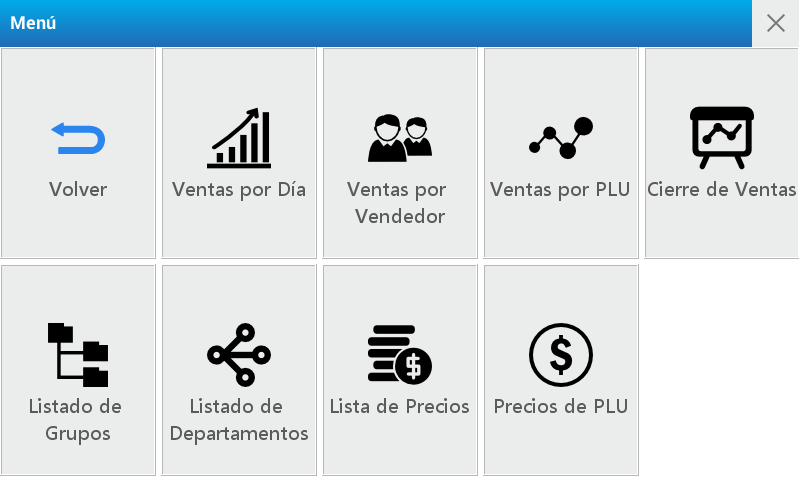 Menú
Volver
Ventas por Día
Ventas por
Vendedor
Ventas por PLU
Cierre de Ventas
Listado de
Grupos
Listado de
Departamentos
Lista de Precios
Precios de PLU